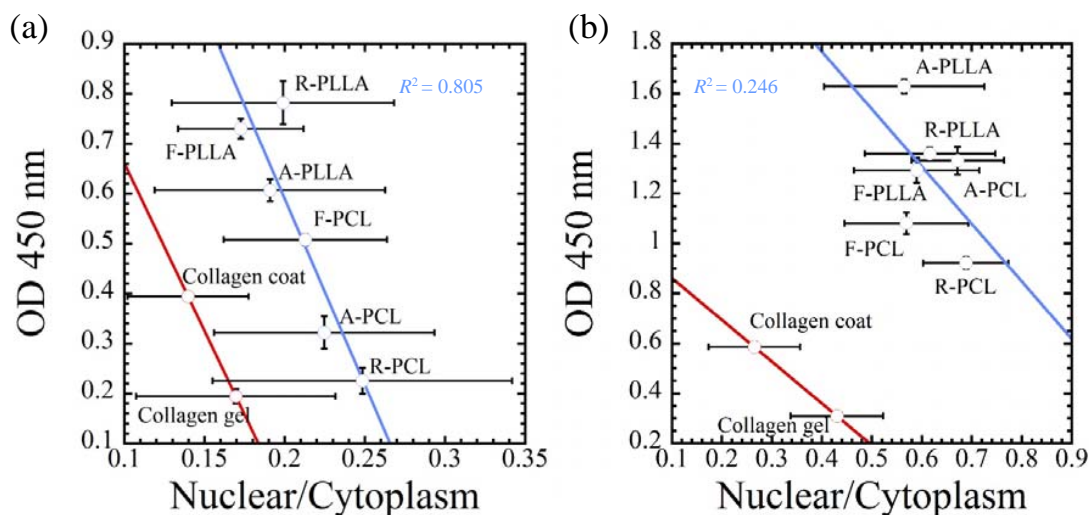 (a)
0.9
0.8
0.7
0.6
0.5
0.4
0.3
0.2
0.1
OD 450 nm
R² = 0.805
R-PLLA
F-PLLA
A-PLLA
F-PCL
Collagen coat
A-PCL
R-PCL
Collagen gel
0.1 0.15 0.2 0.25 0.3 0.35
Nuclear/Cytoplasm
(b)
1.8
1.6
1.4
1.2
1
0.8
0.6
0.4
0.2
OD 450 nm
A-PLLA
R² = 0.246
R-PLLA
F-PLLA
A-PCL
F-PCL
R-PCL
Collagen coat
Collagen gel
0.1 0.2 0.3 0.4 0.5 0.6 0.7 0.8 0.9
Nuclear/Cytoplasm